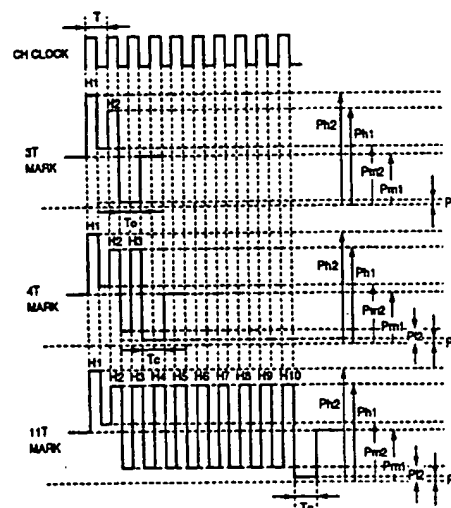 T
CH CLOCK
H1
H2
3T
MARK
Ph2
Ph1
Pm2
Pm1
P
Tc
H1
H2 H3
4T
MARK
Ph2
Ph1
Pm2
Pm1
Pl2
P
Tc
H1
H2 H3 H4 H5 H6 H7 H8 H9 H10
11T
MARK
Ph2
Ph1
Pm2
Pm1
Pl2
P
Tc